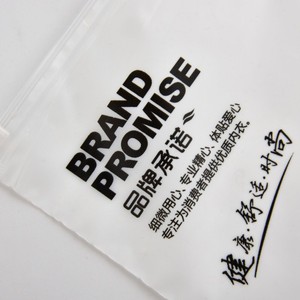 BRAND
PROMISE
品牌承诺
细微用心、专业精心、体贴爱心
专注为消费者提供优质内衣。
健康·舒适·时尚